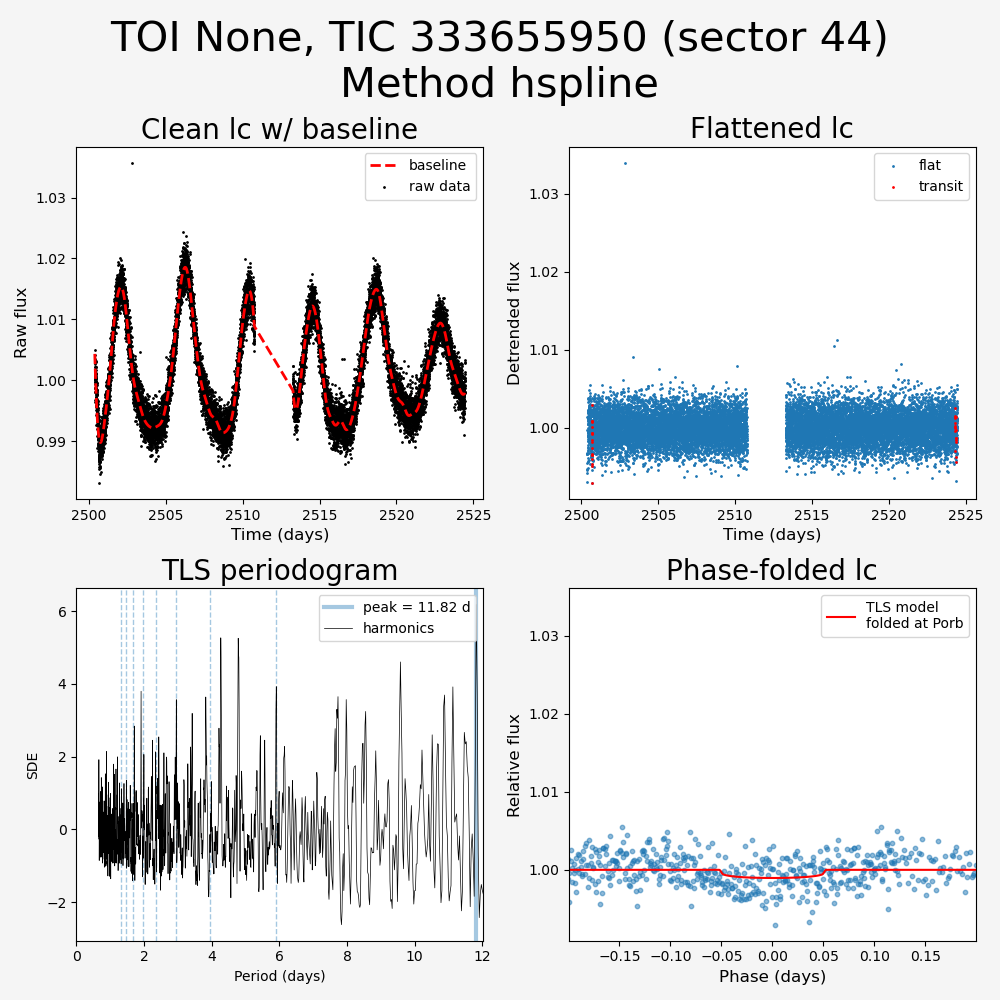 TOI None, TIC 333655950 (sector 44)
Method hspline
Clean lc w/ baseline
Flattened lc
baseline
raw data
flat
transit
Raw flux
1.03
1.02
1.01
1.00
0.99
Detrended flux
1.03
1.02
1.01
1.00
2500
2505
2510
2515
2520
2525
2500
2505
2510
2515
2520
2525
Time (days)
Time (days)
TLS periodogram
Phase-folded lc
peak = 11.82 d
harmonics
TLS model
folded at Porb
SDE
6
4
2
0
−2
Relative flux
1.03
1.02
1.01
1.00
0
2
4
6
8
10
12
−0.15
−0.10
−0.05
0.00
0.05
0.10
0.15
Period (days)
Phase (days)